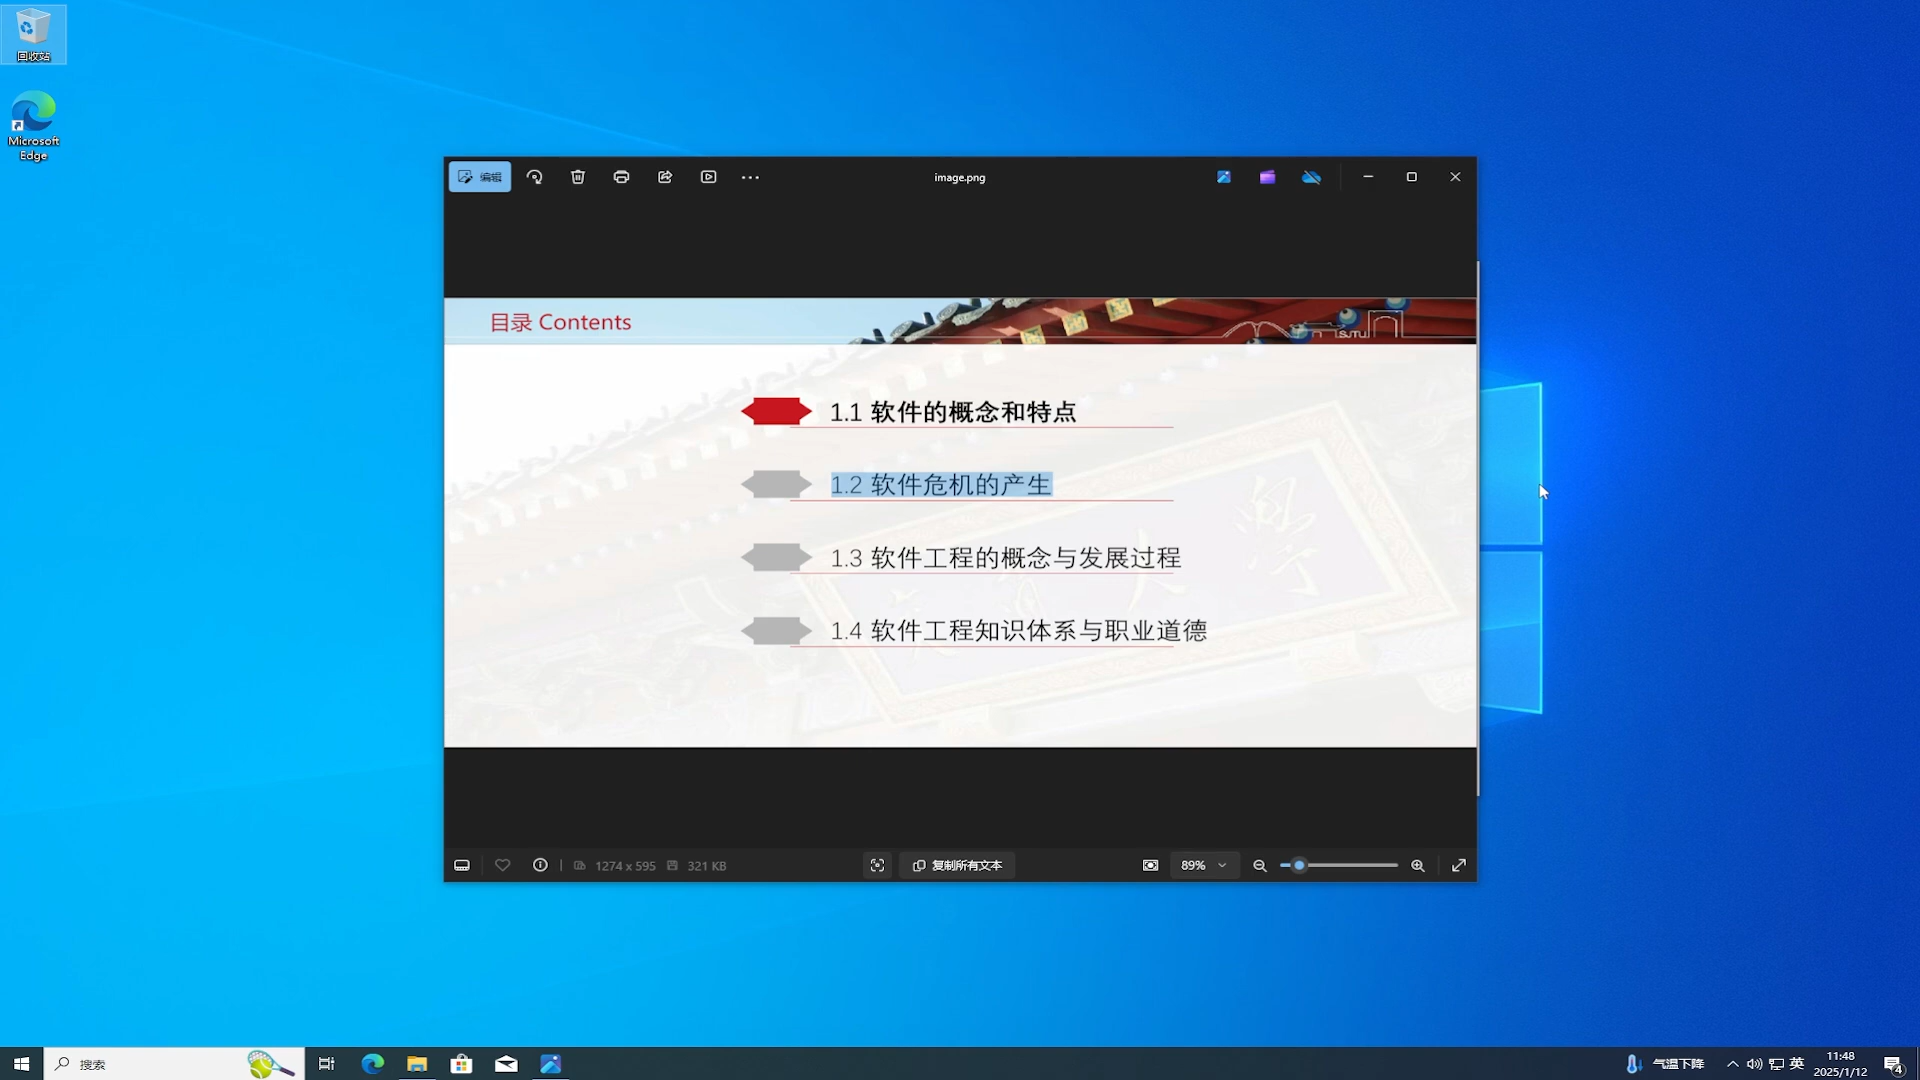 回收站
Microsoft
Edge
编辑
image.png
目录 Contents
1.1 软件的概念和特点
1.2 软件危机的产生
1.3 软件工程的概念与发展过程
1.4 软件工程知识体系与职业道德
1274 x 595
321 KB
复制所有文本
89%
搜索
气温下降
英
11:48
2025/1/12
4